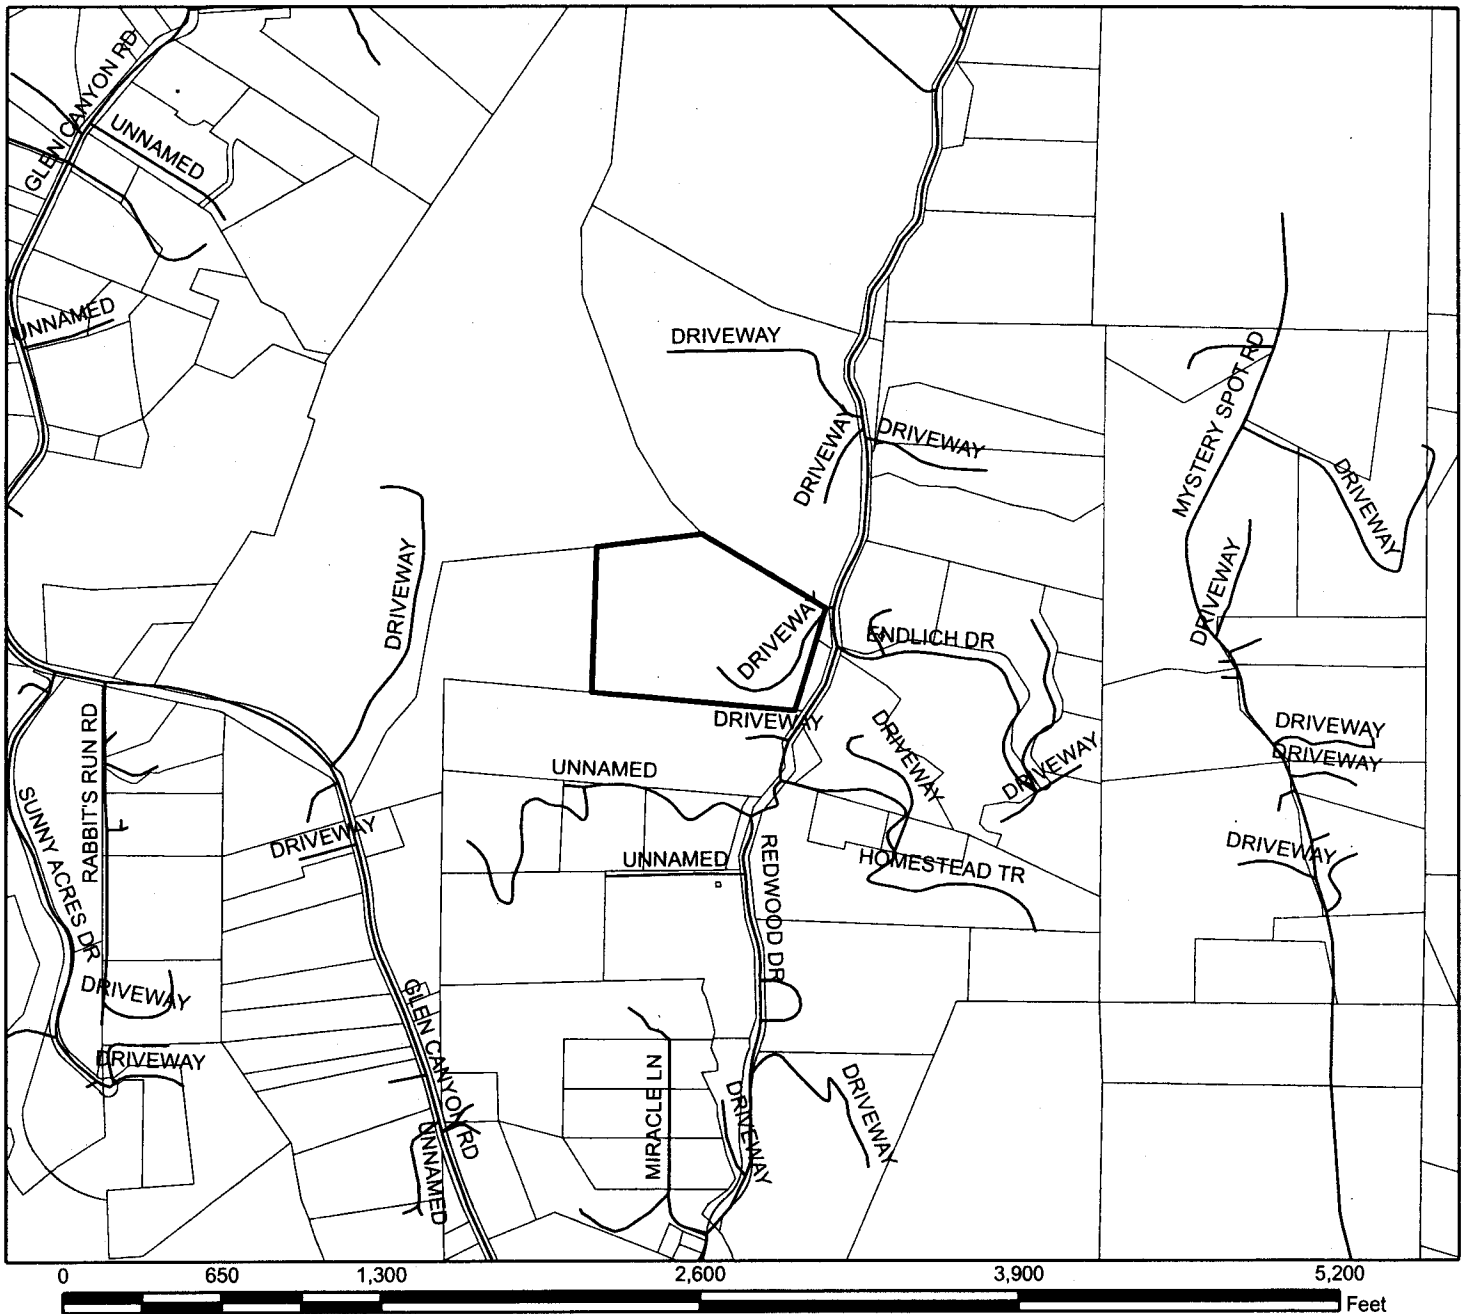 GLEN CANYON RD
UNNAMED
UNNAMED
DRIVEWAY
MYSTERY SPOT RD
DRIVEWAY
DRIVEWAY
DRIVEWAY
DRIVEWAY
DRIVEWAY
DRIVEWAY
DRIVEWAY
ENDLICH DR
DRIVEWAY
DRIVEWAY
DRIVEWAY
DRIVEWAY
DRIVEWAY
UNNAMED
DRIVEWAY
SUNNY ACRES DR
RABBIT'S RUN RD
DRIVEWAY
UNNAMED
REDWOOD DR
HOMESTEAD TR
DRIVEWAY
DRIVEWAY
GLEN CANYON RD
DRIVEWAY
UNNAMED
MIRACLE LN
DRIVEWAY
DRIVEWAY
0 650 1,300 2,600 3,900 5,200
Feet